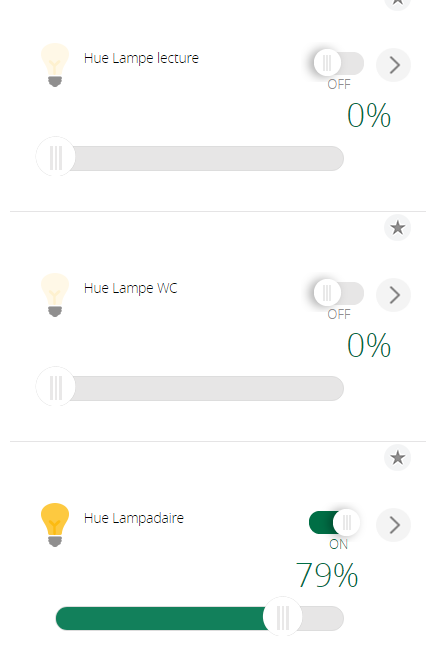 Hue Lampe lecture
OFF
0%
Hue Lampe WC
OFF
0%
Hue Lampadaire
ON
79%